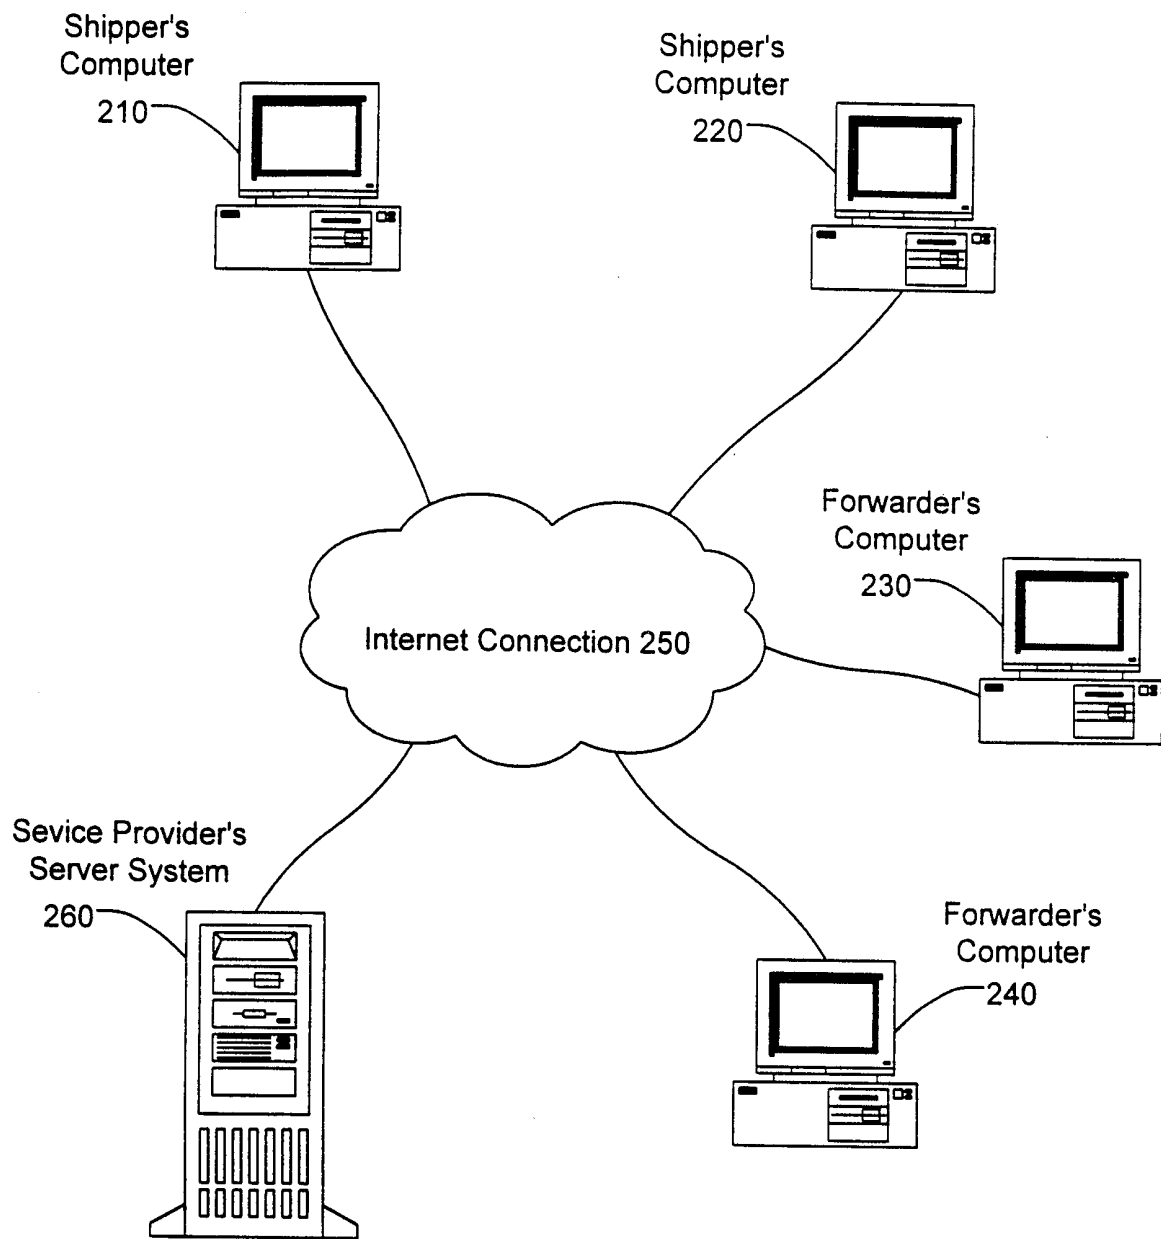 Shipper's
Computer
210
Shipper's
Computer
220
Forwarder's
Computer
230
Internet Connection 250
Sevice Provider's
Server System
260
Forwarder's
Computer
240